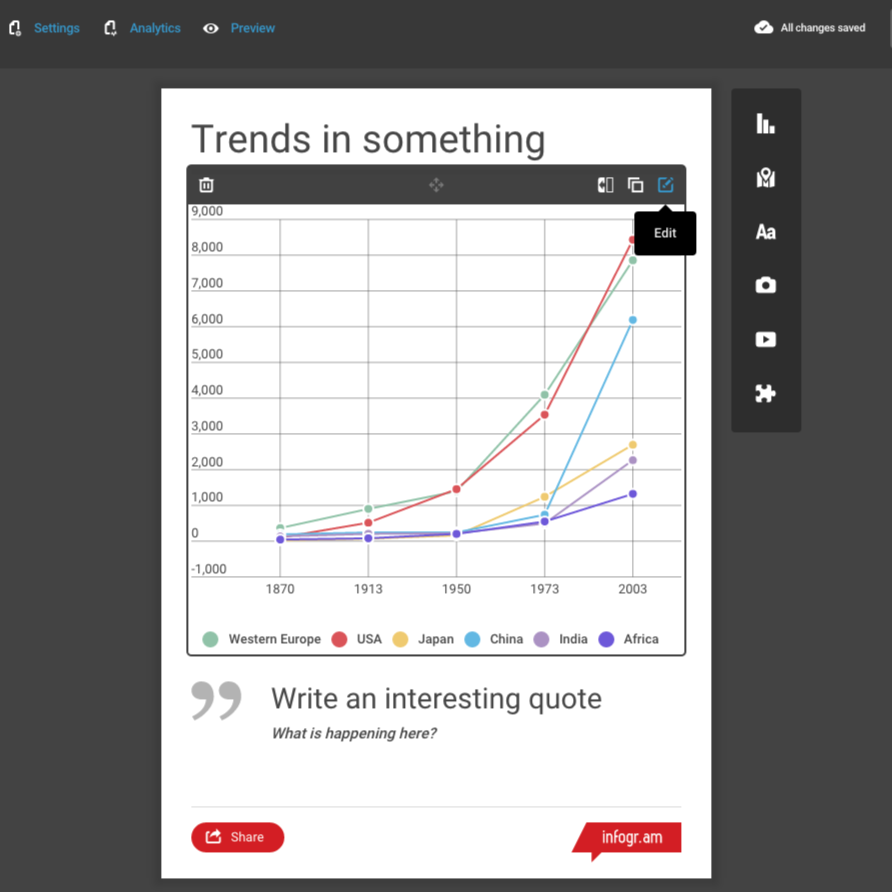 Settings Analytics Preview All changes saved
Trends in something
Edit
Aa
9,000
8,000
7,000
6,000
5,000
4,000
3,000
2,000
1,000
0
-1,000
1870 1913 1950 1973 2003
Western Europe USA Japan China India Africa
Write an interesting quote
What is happening here?
Share infogr.am